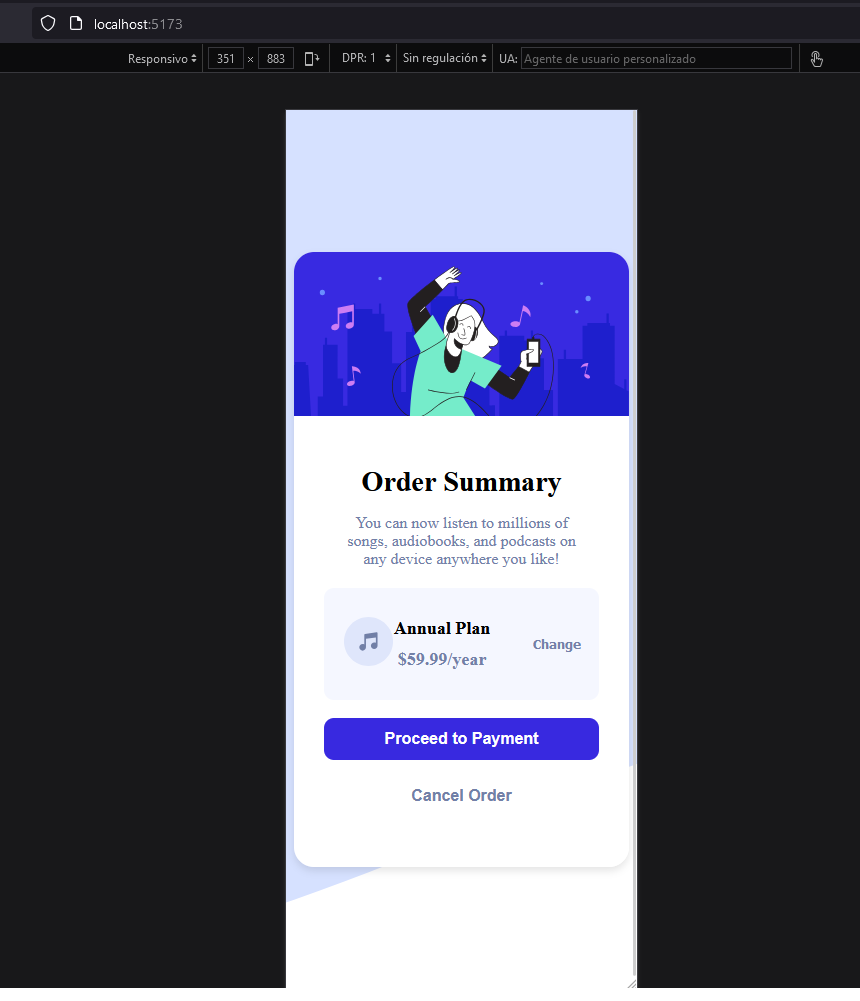 localhost:5173
Responsivo 351 × 883 DPR: 1 Sin regulación UA: Agente de usuario personalizado
Order Summary
You can now listen to millions of
songs, audiobooks, and podcasts on
any device anywhere you like!
Annual Plan
$59.99/year
Change
Proceed to Payment
Cancel Order